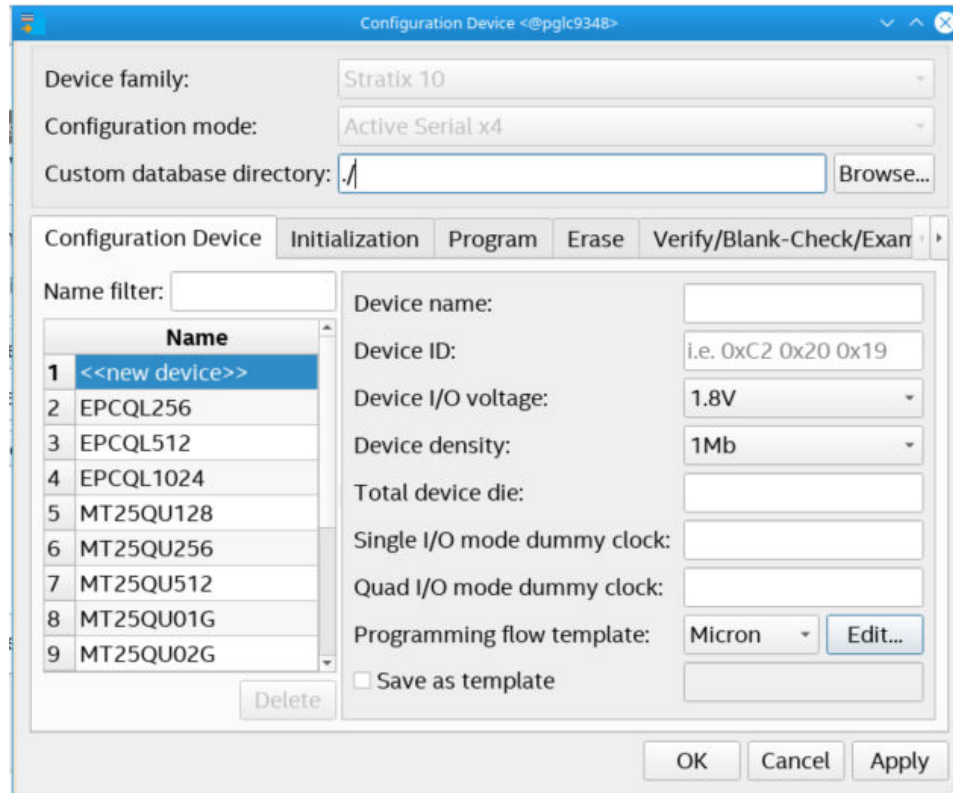 Configuration Device <@pglc9348>
Device family: Stratix 10
Configuration mode: Active Serial x4
Custom database directory: ./ Browse...
Configuration Device Initialization Program Erase Verify/Blank-Check/Exam
Name filter:
Name
1 <<new device>>
2 EPCQL256
3 EPCQL512
4 EPCQL1024
5 MT25QU128
6 MT25QU256
7 MT25QU512
8 MT25QU01G
9 MT25QU02G
Delete
Device name:
Device ID: i.e. 0xC2 0x20 0x19
Device I/O voltage: 1.8V
Device density: 1Mb
Total device die:
Single I/O mode dummy clock:
Quad I/O mode dummy clock:
Programming flow template: Micron Edit...
Save as template
OK Cancel Apply